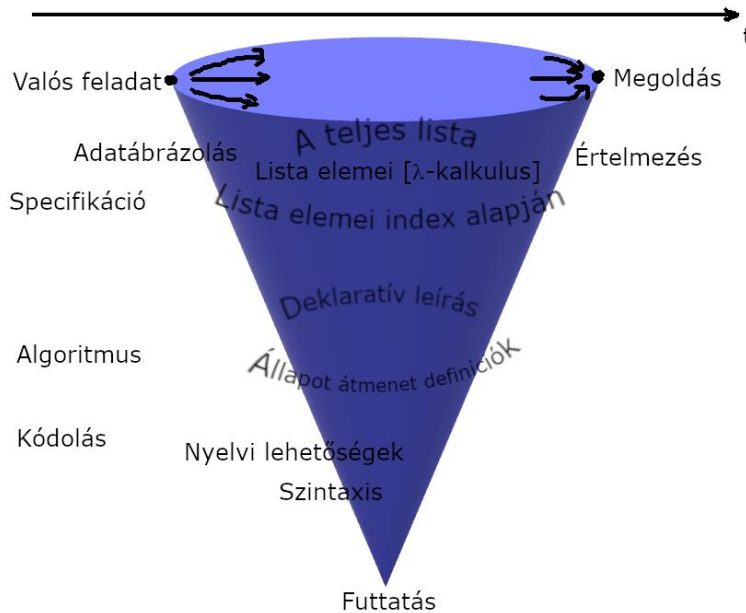 t
Valós feladat
Megoldás
A teljes lista
Adatábrázolás
Lista elemei [λ-kalkulus]
Értelmezés
Specifikáció
Lista elemei index alapján
Deklaratív leírás
Algoritmus
Állapot átmenet definíciók
Kódolás
Nyelvi lehetőségek
Szintaxis
Futtatás